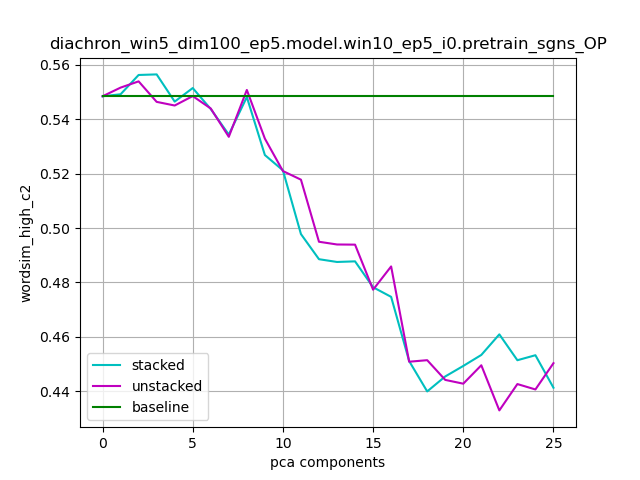 diachron_win5_dim100_ep5.model.win10_ep5_i0.pretrain_sgns_OP
0.56
0.54
0.52
0.50
0.48
0.46
0.44
wordsim_high_c2
stacked
unstacked
baseline
0 5 10 15 20 25
pca components